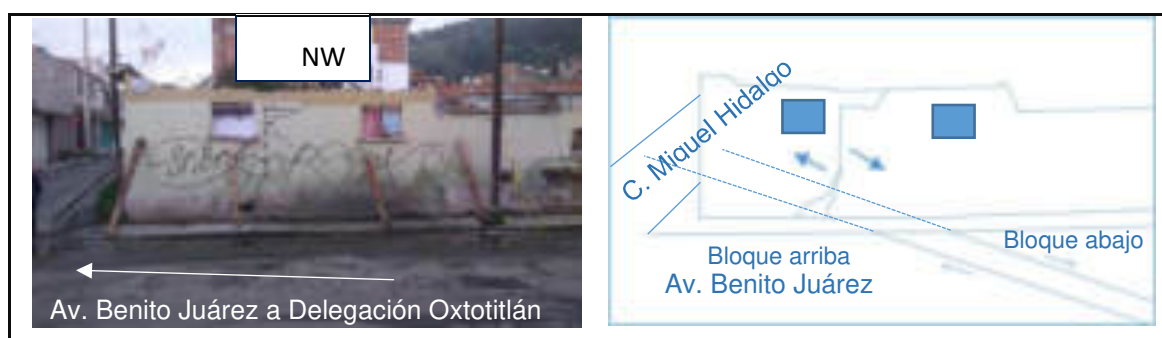 NW
Av. Benito Juárez a Delegación Oxtotitlán
C. Miguel Hidalgo
Bloque arriba
Bloque abajo
Av. Benito Juárez